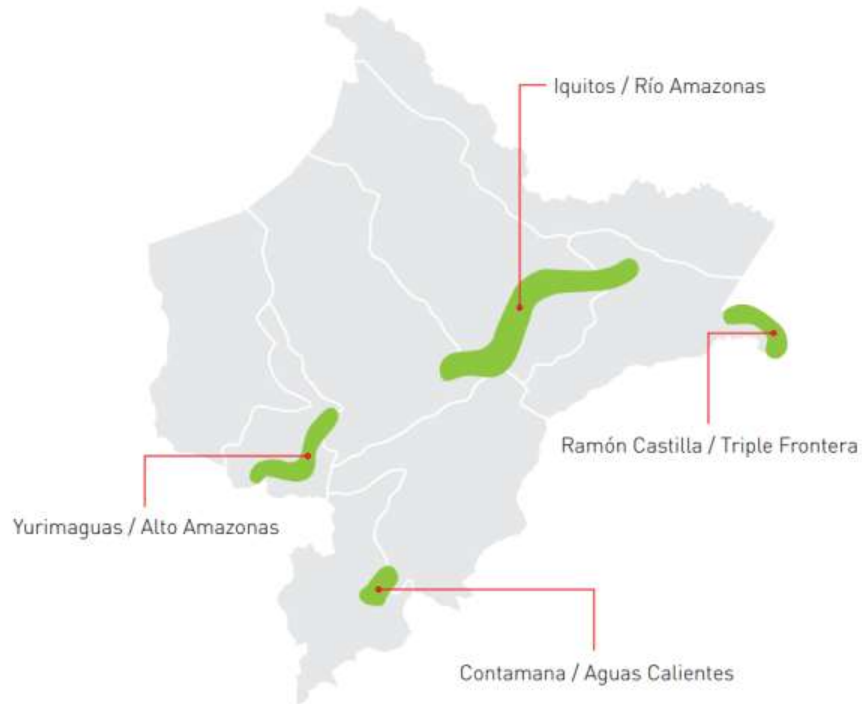 Iquitos / Río Amazonas
Ramón Castilla / Triple Frontera
Yurimaguas / Alto Amazonas
Contamana / Aguas Calientes